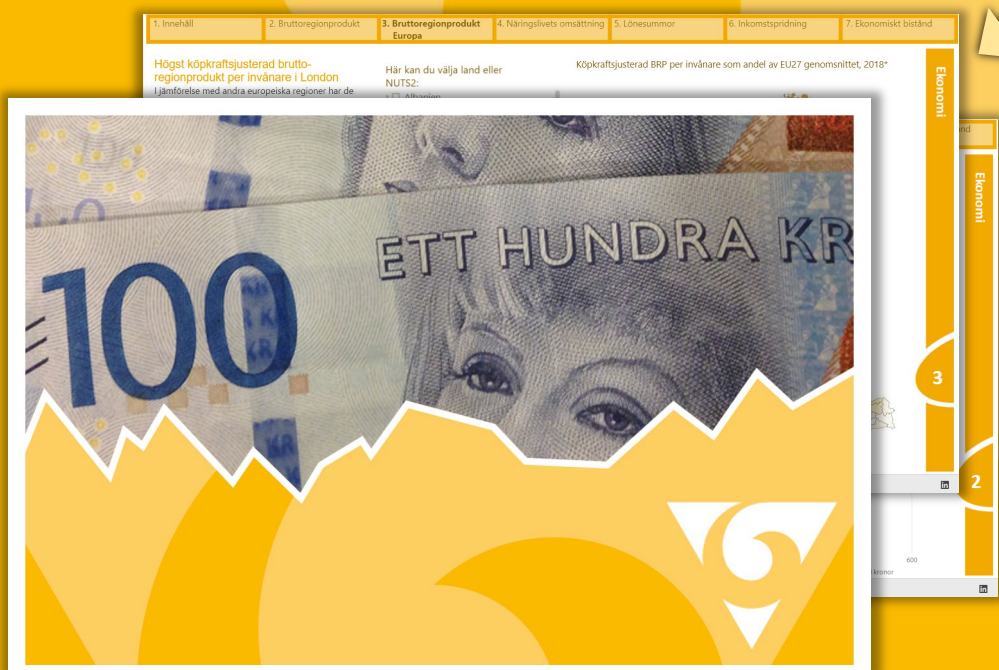 1. Innehåll
2. Bruttoregionprodukt
3. Bruttoregionprodukt
Europa
4. Näringslivets omsättning
5. Lönesummor
6. Inkomstspridning
7. Ekonomiskt bistånd
Högst köpkraftsjusterad brutto-
regionprodukt per invånare i London
I jämförelse med andra europeiska regioner har de
Här kan du välja land eller
NUTS2:
Albanien
Köpkraftsjusterad BRP per invånare som andel av EU27 genomsnittet, 2018*
Ekonomi
3
Ekonomi
2
600
kronor
in
in
100
ETT HUNDRA KR
KR